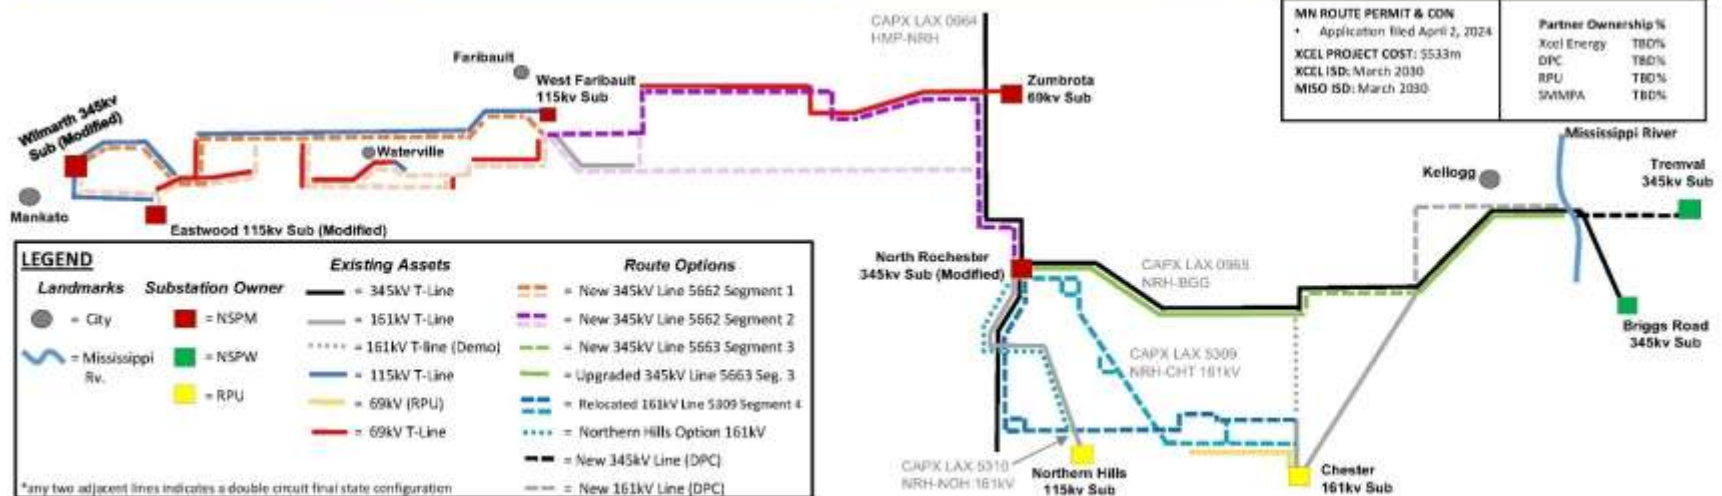 CAPX LAX 0964
HMP-NRH
MN ROUTE PERMIT & CON
• Application filed April 2, 2024
XCEL PROJECT COST: $533m
XCEL ISD: March 2030
MISO ISD: March 2030
Partner Ownership %
Xcel Energy TBD%
DPC TBD%
RPU TBD%
SMMPA TBD%
Faribault
West Faribault
115kv Sub
Zumbrota
69kv Sub
Wilmarth 345kv
Sub (Modified)
Waterville
Mississippi River
Kellogg
Tremval
345kv Sub
Mankato
Eastwood 115kv Sub (Modified)
North Rochester
345kv Sub (Modified)
CAPX LAX 0965
NRH-BGG
Briggs Road
345kv Sub
CAPX LAX 5309
NRH-CHT 161kV
CAPX LAX 5310
NRH-NOH 161kV
Northern Hills
115kv Sub
Chester
161kv Sub
LEGEND
Landmarks
Substation Owner
Existing Assets
Route Options
= City
= Mississippi
Rv.
= NSPM
= NSPW
= RPU
= 345kV T-Line
= 161kV T-Line
= 161kV T-line (Demo)
= 115kV T-Line
= 69kV (RPU)
= 69kV T-Line
= New 345kV Line 5662 Segment 1
= New 345kV Line 5662 Segment 2
= New 345kV Line 5663 Segment 3
= Upgraded 345kV Line 5663 Seg. 3
= Relocated 161kV Line 5309 Segment 4
= Northern Hills Option 161kV
= New 345kV Line (DPC)
= New 161kV Line (DPC)
*any two adjacent lines indicates a double circuit final state configuration